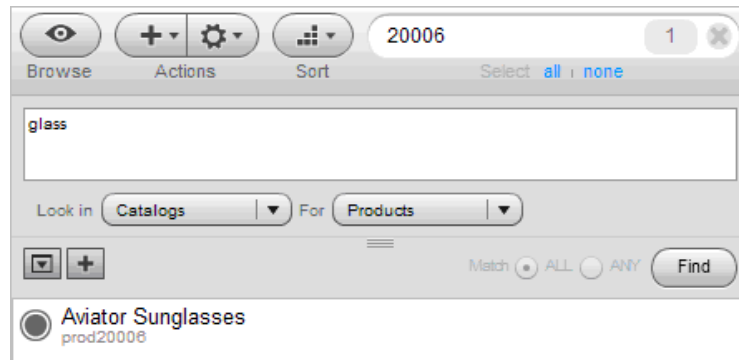 20006 1
Browse Actions Sort Select all none
glass
Look in Catalogs For Products
Match ALL ANY Find
Aviator Sunglasses
prod20006